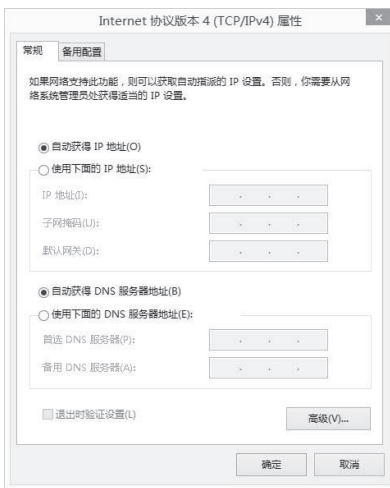 Internet 协议版本 4 (TCP/IPv4) 属性
常规 备用配置
如果网络支持此功能，则可以获取自动指派的 IP 设置。否则，你需要从网
络系统管理员处获得适当的 IP 设置。
自动获得 IP 地址(O)
使用下面的 IP 地址(S):
IP 地址(I):
子网掩码(U):
默认网关(D):
自动获得 DNS 服务器地址(B)
使用下面的 DNS 服务器地址(E):
首选 DNS 服务器(P):
备用 DNS 服务器(A):
退出时验证设置(L)
高级(V)...
确定 取消